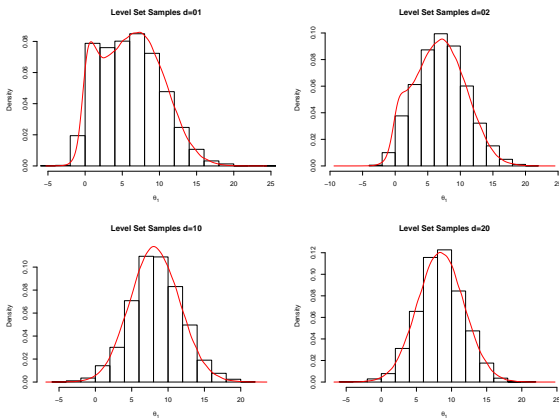 Level Set Samples d=01
Density
0.00 0.02 0.04 0.06 0.08
−5 0 5 10 15 20 25
θ1
Level Set Samples d=02
Density
0.00 0.02 0.04 0.06 0.08 0.10
−10 −5 0 5 10 15 20 25
θ1
Level Set Samples d=10
Density
0.00 0.02 0.04 0.06 0.08 0.10
−5 0 5 10 15 20
θ1
Level Set Samples d=20
Density
0.00 0.02 0.04 0.06 0.08 0.10 0.12
−5 0 5 10 15 20 25
θ1